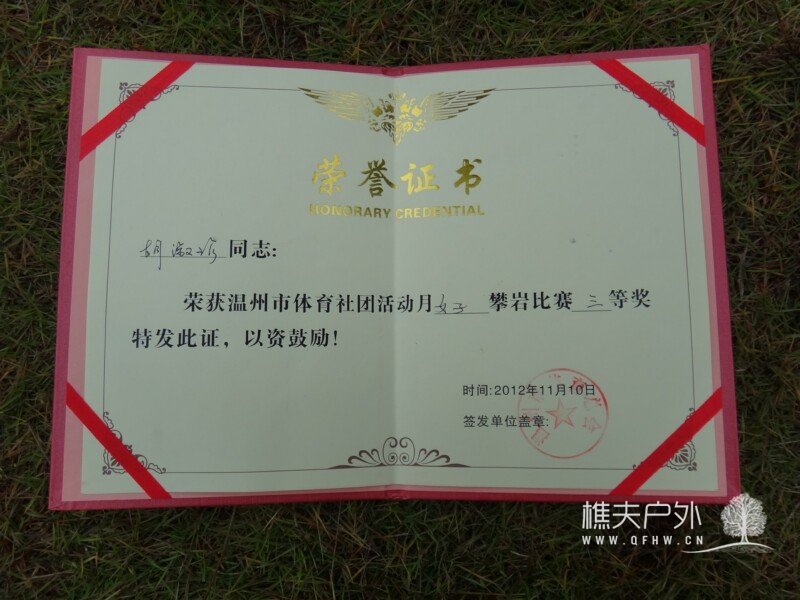 荣誉证书
HONORARY CREDENTIAL
胡淑珍同志:
荣获温州市体育社团活动月女子攀岩比赛三等奖
特发此证，以资鼓励！
时间:2012年11月10日
签发单位盖章:
樵夫户外
WWW.QFHW.CN